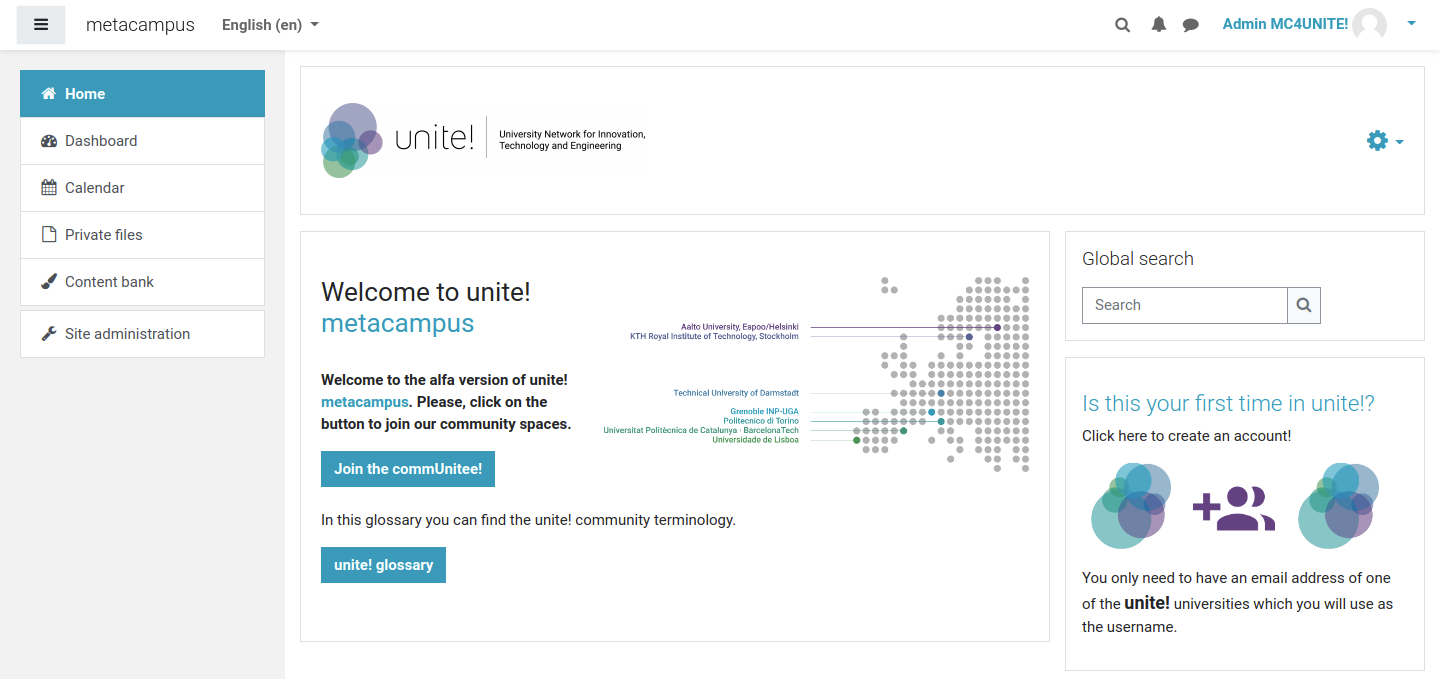 metacampus
English (en)
Admin MC4UNITE!
Home
Dashboard
Calendar
Private files
Content bank
Site administration
unite!
University Network for Innovation,
Technology and Engineering
Welcome to unite!
metacampus
Welcome to the alfa version of unite!
metacampus. Please, click on the
button to join our community spaces.
Join the commUnitee!
In this glossary you can find the unite! community terminology.
unite! glossary
Aalto University, Espoo/Helsinki
KTH Royal Institute of Technology, Stockholm
Technical University of Darmstadt
Grenoble INP-UGA
Politecnico di Torino
Universitat Politècnica de Catalunya · BarcelonaTech
Universidade de Lisboa
Global search
Search
Is this your first time in unite!?
Click here to create an account!
You only need to have an email address of one
of the unite! universities which you will use as
the username.